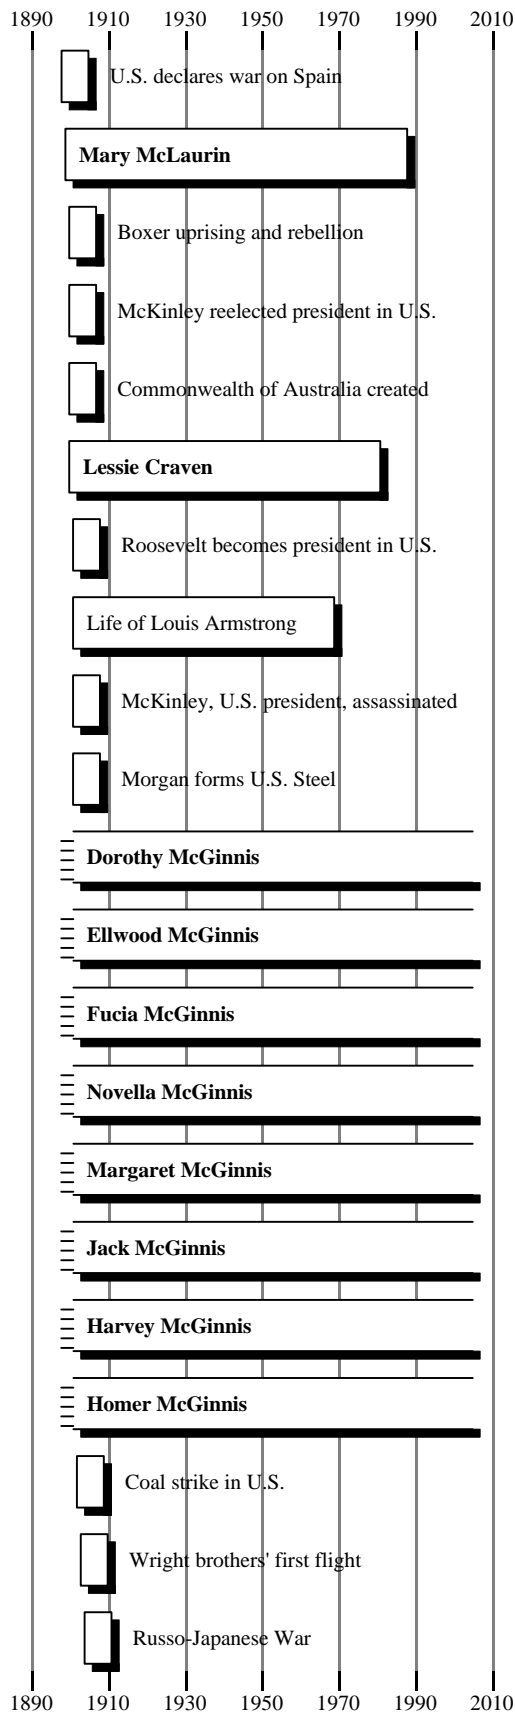 1890 1910 1930 1950 1970 1990 2010
U.S. declares war on Spain
Mary McLaurin
Boxer uprising and rebellion
McKinley reelected president in U.S.
Commonwealth of Australia created
Lessie Craven
Roosevelt becomes president in U.S.
Life of Louis Armstrong
McKinley, U.S. president, assassinated
Morgan forms U.S. Steel
Dorothy McGinnis
Ellwood McGinnis
Fucia McGinnis
Novella McGinnis
Margaret McGinnis
Jack McGinnis
Harvey McGinnis
Homer McGinnis
Coal strike in U.S.
Wright brothers' first flight
Russo-Japanese War
1890 1910 1930 1950 1970 1990 2010